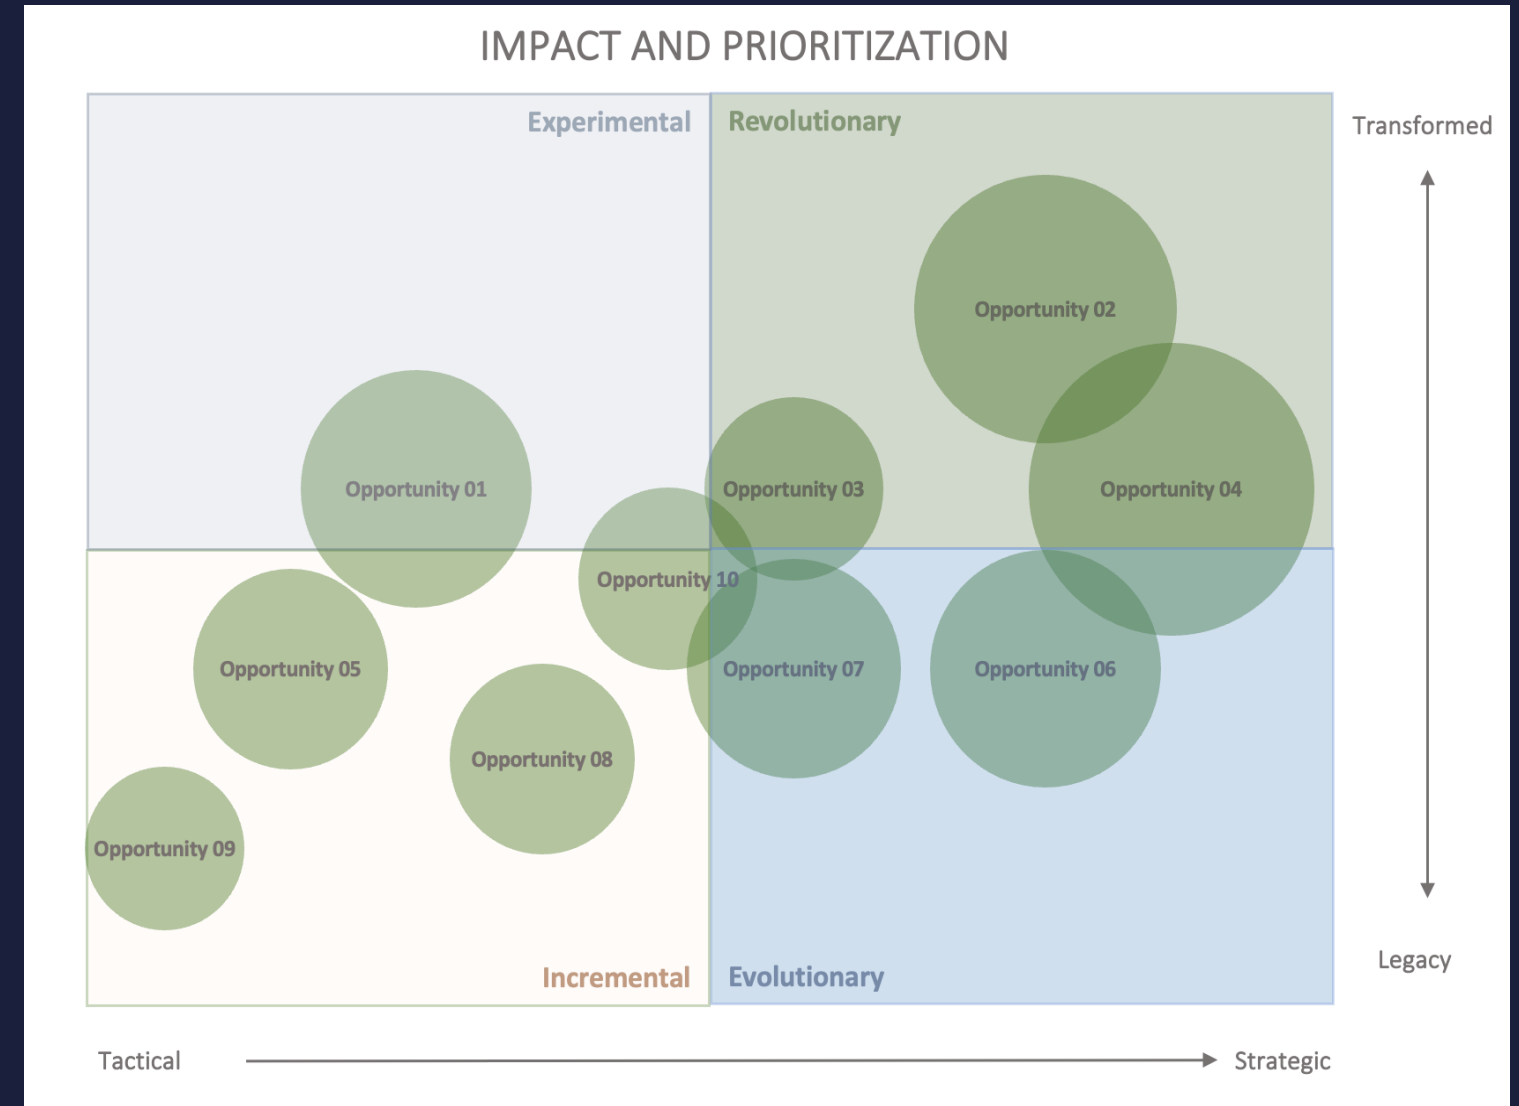 IMPACT AND PRIORITIZATION
Experimental
Revolutionary
Transformed
Opportunity 02
Opportunity 01
Opportunity 03
Opportunity 04
Opportunity 10
Opportunity 05
Opportunity 07
Opportunity 06
Opportunity 08
Opportunity 09
Legacy
Incremental
Evolutionary
Tactical
Strategic